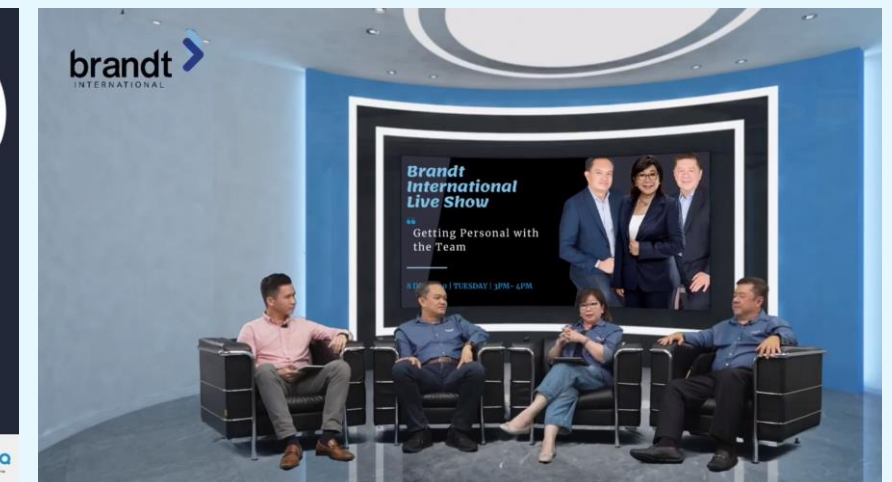 brandt
INTERNATIONAL
Brandt
International
Live Show
“
Getting Personal with
the Team
| TUESDAY | 3PM- 4PM